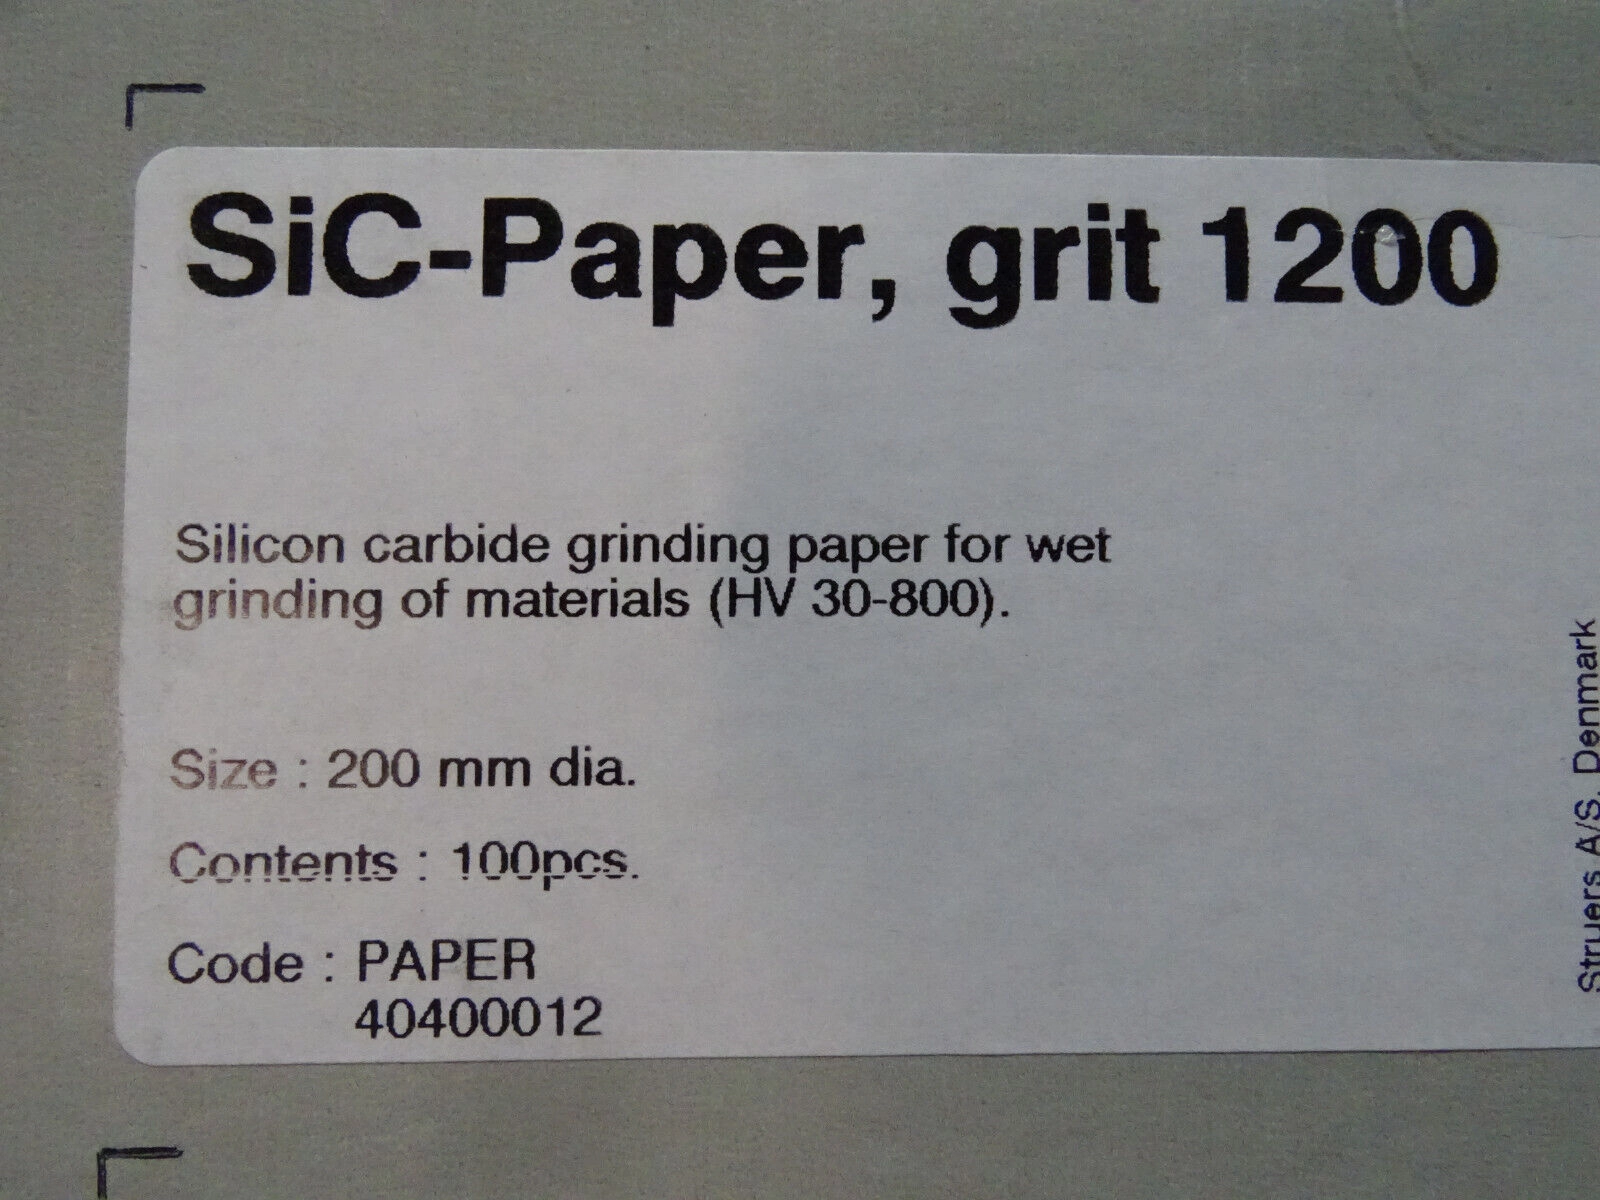 SiC-Paper, grit 1200
Silicon carbide grinding paper for wet
grinding of materials (HV 30-800).
Size : 200 mm dia.
Contents : 100pcs.
Code : PAPER
40400012
Struers A/S, Denmark